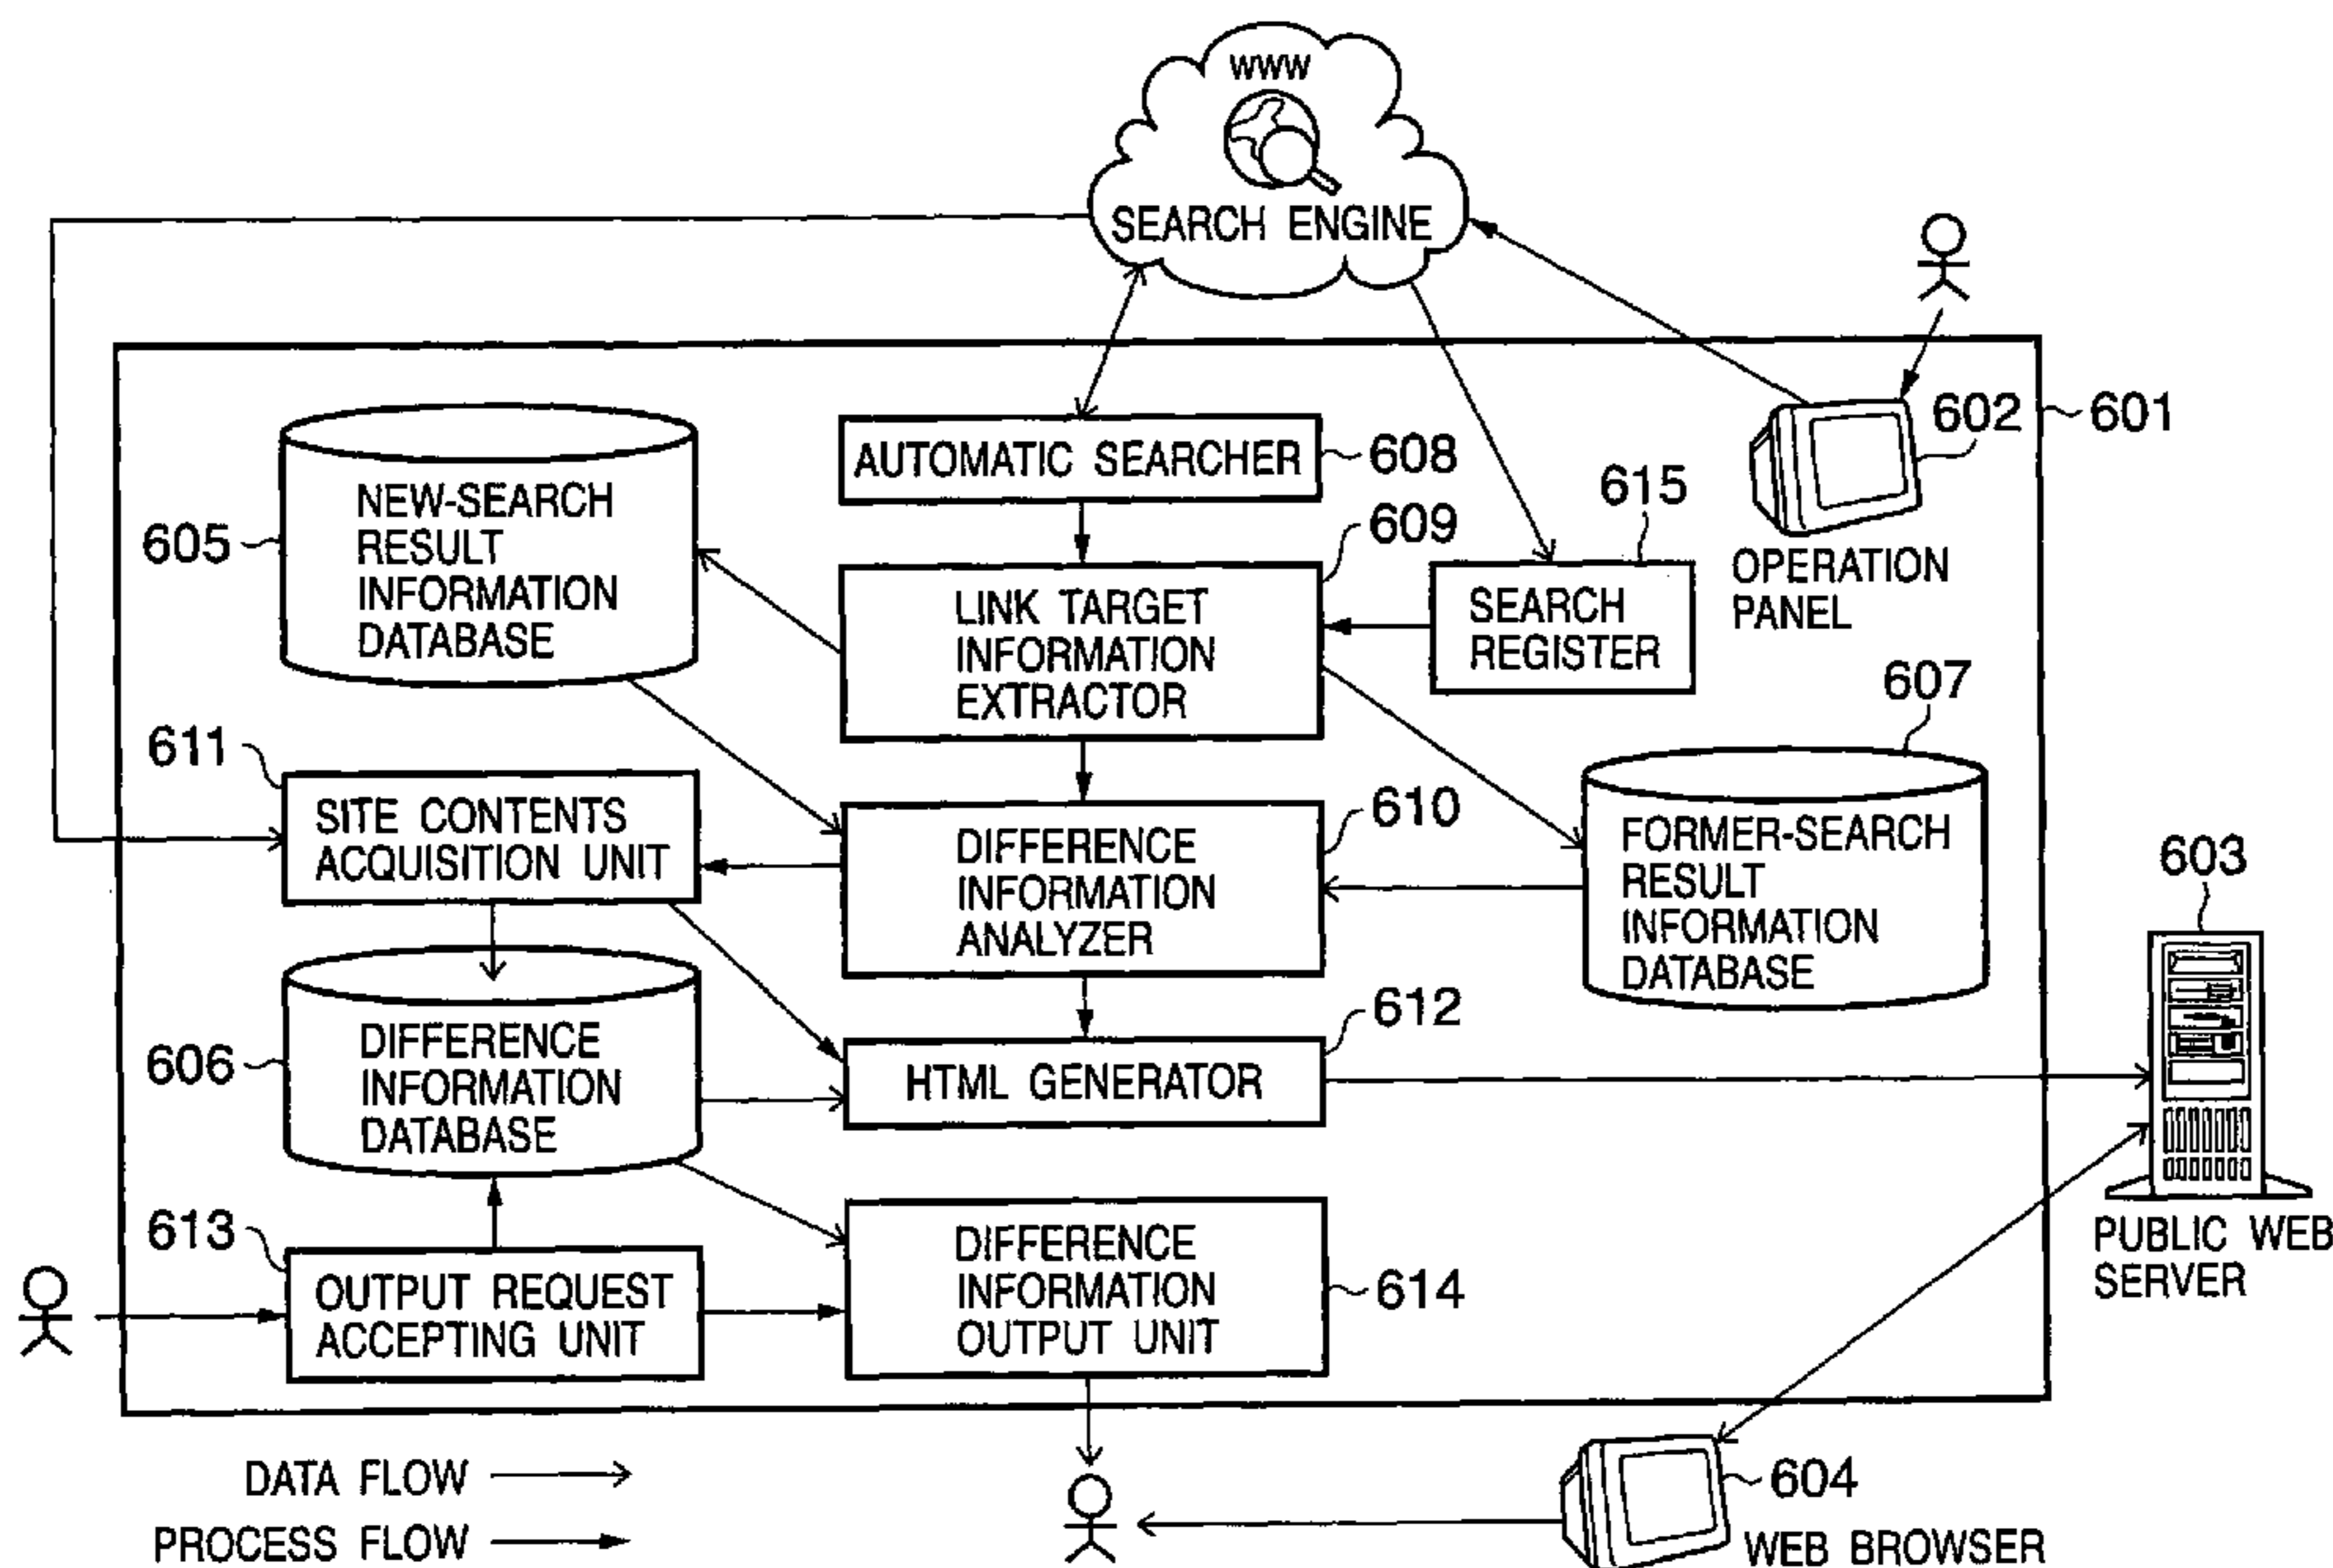 WWW
SEARCH ENGINE
602
601
AUTOMATIC SEARCHER
608
615
609
605
NEW-SEARCH
RESULT
INFORMATION
DATABASE
OPERATION
PANEL
LINK TARGET
INFORMATION
EXTRACTOR
SEARCH
REGISTER
607
611
SITE CONTENTS
ACQUISITION UNIT
610
DIFFERENCE
INFORMATION
ANALYZER
FORMER-SEARCH
RESULT
INFORMATION
DATABASE
603
612
606
DIFFERENCE
INFORMATION
DATABASE
HTML GENERATOR
613
OUTPUT REQUEST
ACCEPTING UNIT
DIFFERENCE
INFORMATION
OUTPUT UNIT
614
PUBLIC WEB
SERVER
DATA FLOW
PROCESS FLOW
604
WEB BROWSER